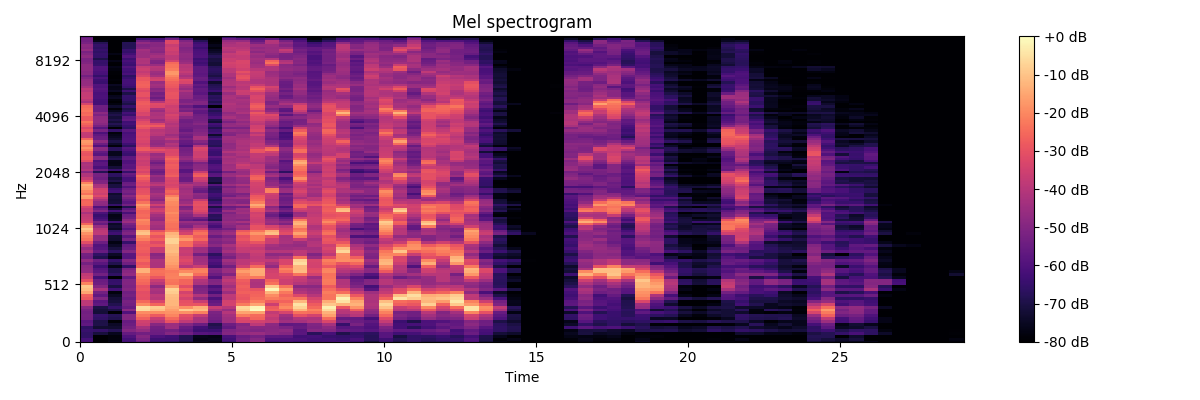 Mel spectrogram
8192
4096
2048
1024
512
0
Hz
0 5 10 15 20 25
Time
+0 dB
-10 dB
-20 dB
-30 dB
-40 dB
-50 dB
-60 dB
-70 dB
-80 dB